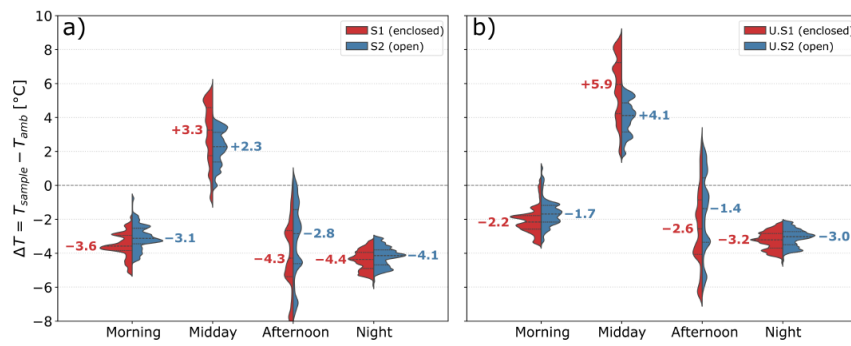 a)
S1 (enclosed)
S2 (open)
b)
U.S1 (enclosed)
U.S2 (open)
ΔT = T_sample − T_amb [°C]
10
8
6
4
2
0
−2
−4
−6
−8
−3.6
−3.1
+3.3
+2.3
−4.3
−2.8
−4.4
−4.1
−2.2
−1.7
+5.9
+4.1
−2.6
−1.4
−3.2
−3.0
Morning Midday Afternoon Night
Morning Midday Afternoon Night